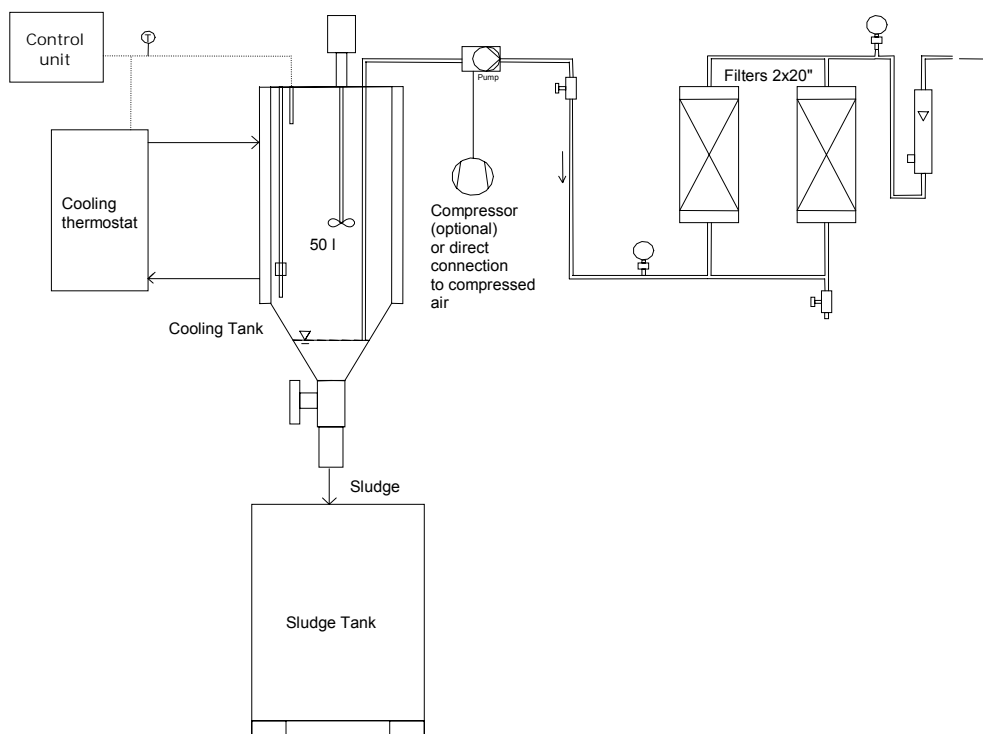 Control
unit
T
Pump
Filters 2x20"
Cooling
thermostat
50 l
Compressor
(optional)
or direct
connection
to compressed
air
Cooling Tank
Sludge
Sludge Tank